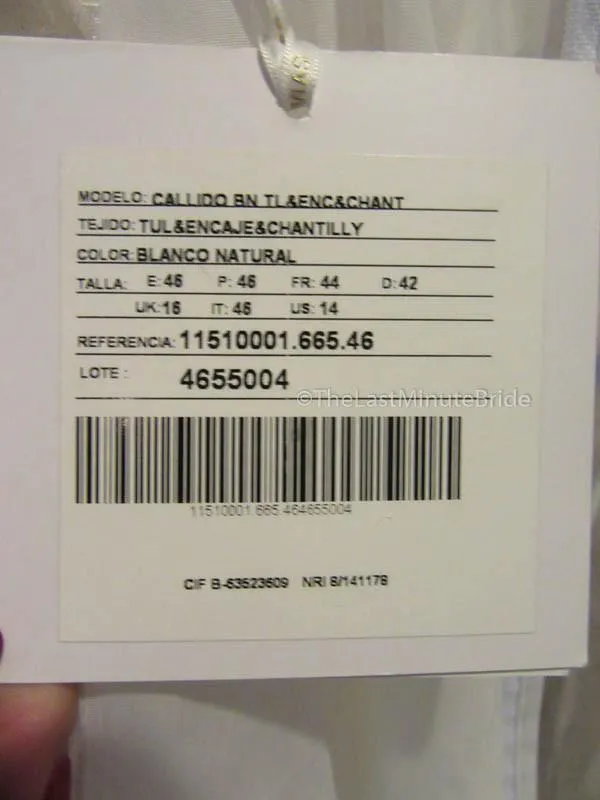 VIAS
MODELO: CALLIDO BN TL&ENC&CHANT
TEJIDO: TUL&ENCAJE&CHANTILLY
COLOR: BLANCO NATURAL
TALLA: E: 46 P: 46 FR: 44 D: 42
UK: 16 IT: 46 US: 14
REFERENCIA: 11510001.665.46
LOTE : 4655004
©TheLastMinuteBride
11510001.665.464655004
CIF B-63523609 NRI 8/141178